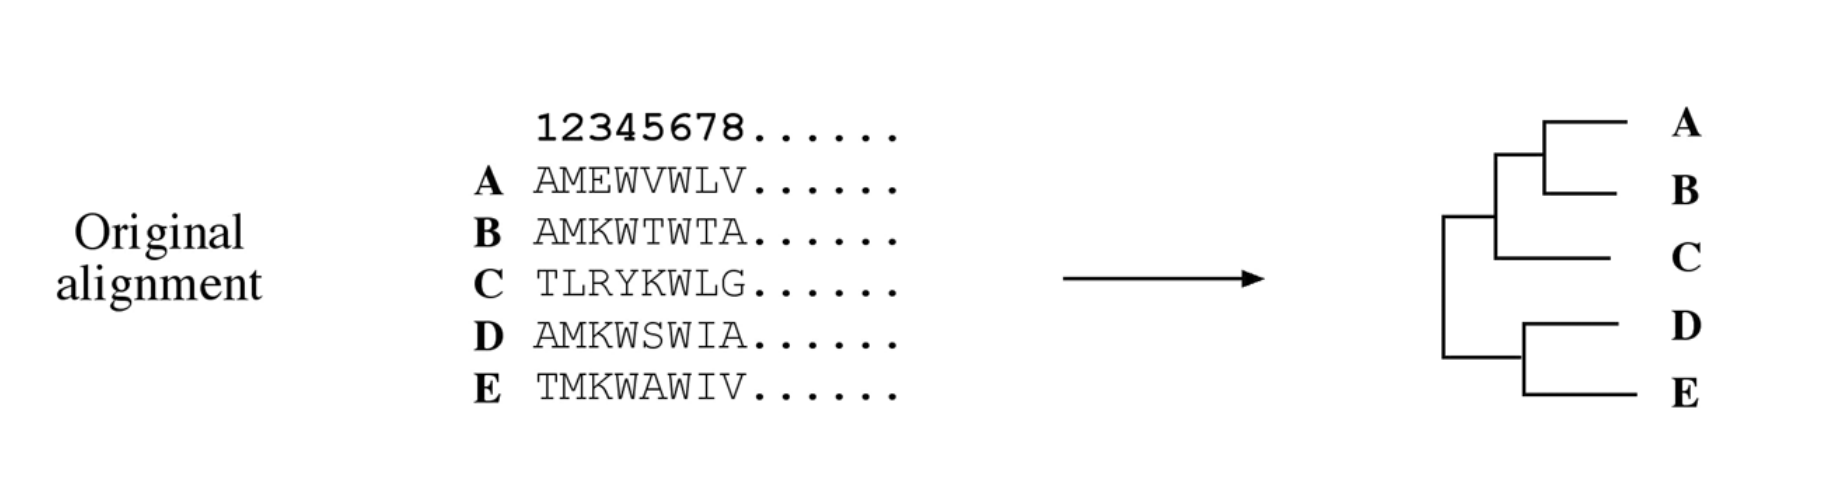 Original
alignment
12345678......
A AMEWVWLV......
B AMKWTWTA......
C TLRYKWLG......
D AMKWSWIA......
E TMKWAWIV......
A
B
C
D
E